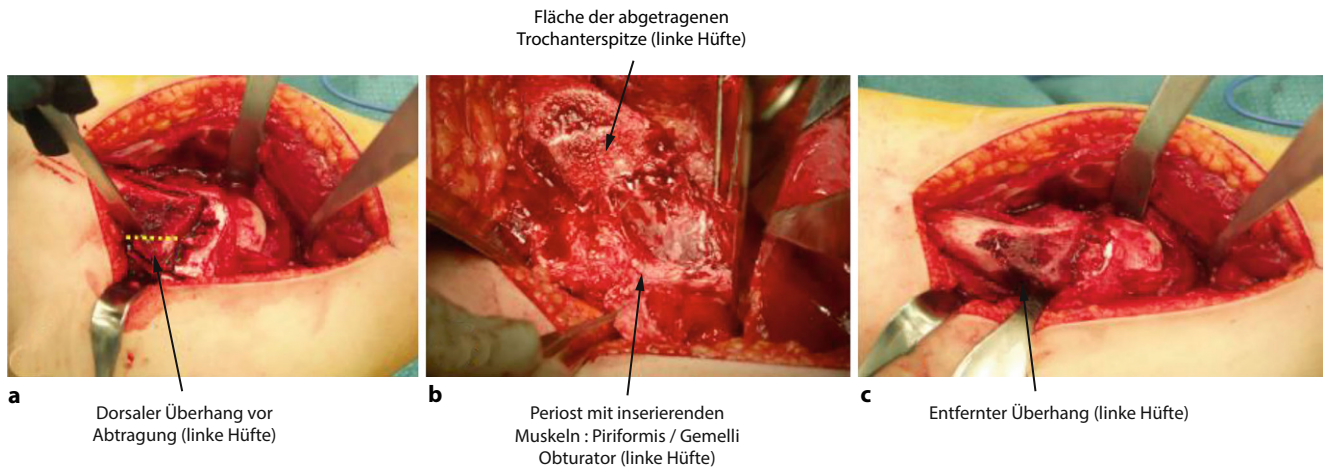 Fläche der abgetragenen
Trochanterspitze (linke Hüfte)
a
Dorsaler Überhang vor
Abtragung (linke Hüfte)
b
Periost mit inserierenden
Muskeln : Piriformis / Gemelli
Obturator (linke Hüfte)
c
Entfernter Überhang (linke Hüfte)